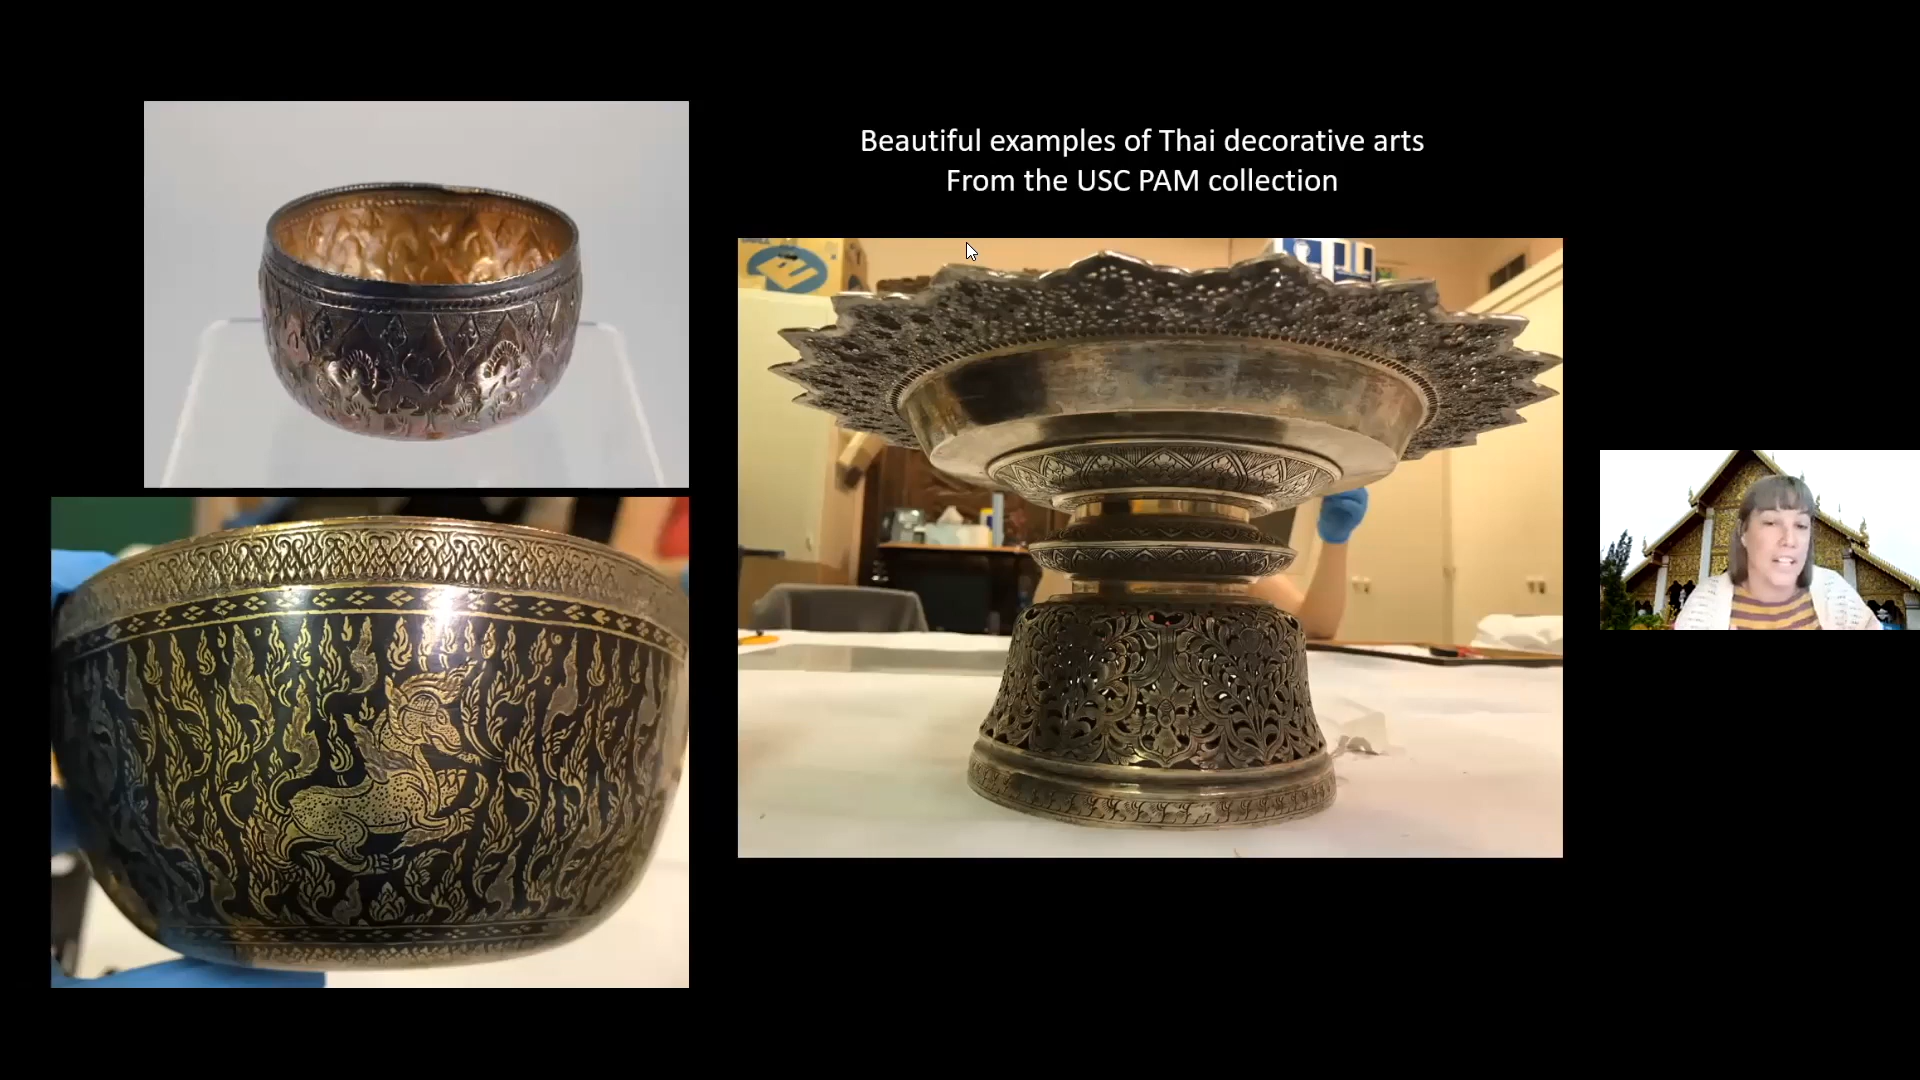 Beautiful examples of Thai decorative arts
From the USC PAM collection